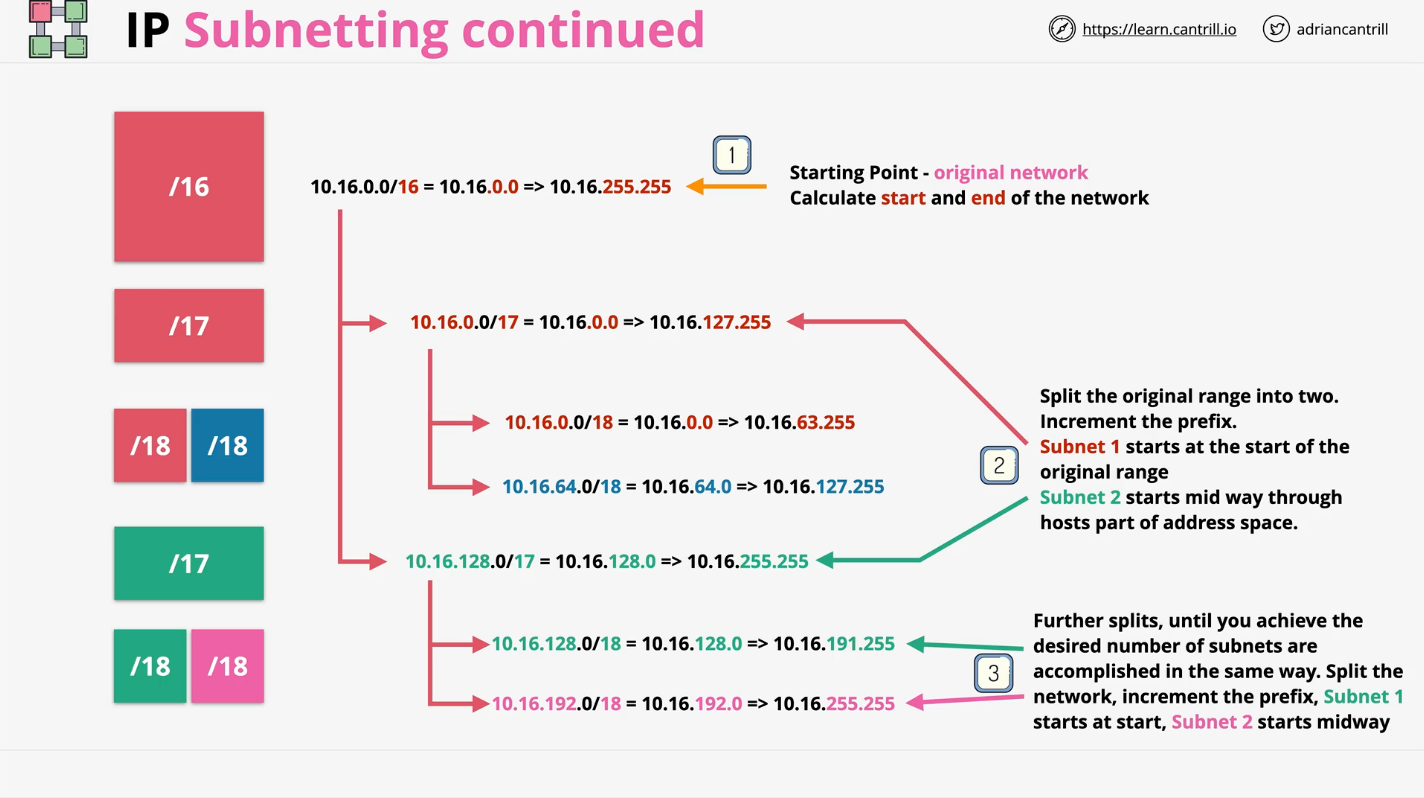 IP Subnetting continued
https://learn.cantrill.io
adriancantrill
/16
10.16.0.0/16 = 10.16.0.0 => 10.16.255.255
1
Starting Point - original network
Calculate start and end of the network
/17
10.16.0.0/17 = 10.16.0.0 => 10.16.127.255
/18
/18
10.16.0.0/18 = 10.16.0.0 => 10.16.63.255
10.16.64.0/18 = 10.16.64.0 => 10.16.127.255
2
Split the original range into two.
Increment the prefix.
Subnet 1 starts at the start of the
original range
Subnet 2 starts mid way through
hosts part of address space.
/17
10.16.128.0/17 = 10.16.128.0 => 10.16.255.255
/18
/18
10.16.128.0/18 = 10.16.128.0 => 10.16.191.255
10.16.192.0/18 = 10.16.192.0 => 10.16.255.255
3
Further splits, until you achieve the
desired number of subnets are
accomplished in the same way. Split the
network, increment the prefix, Subnet 1
starts at start, Subnet 2 starts midway